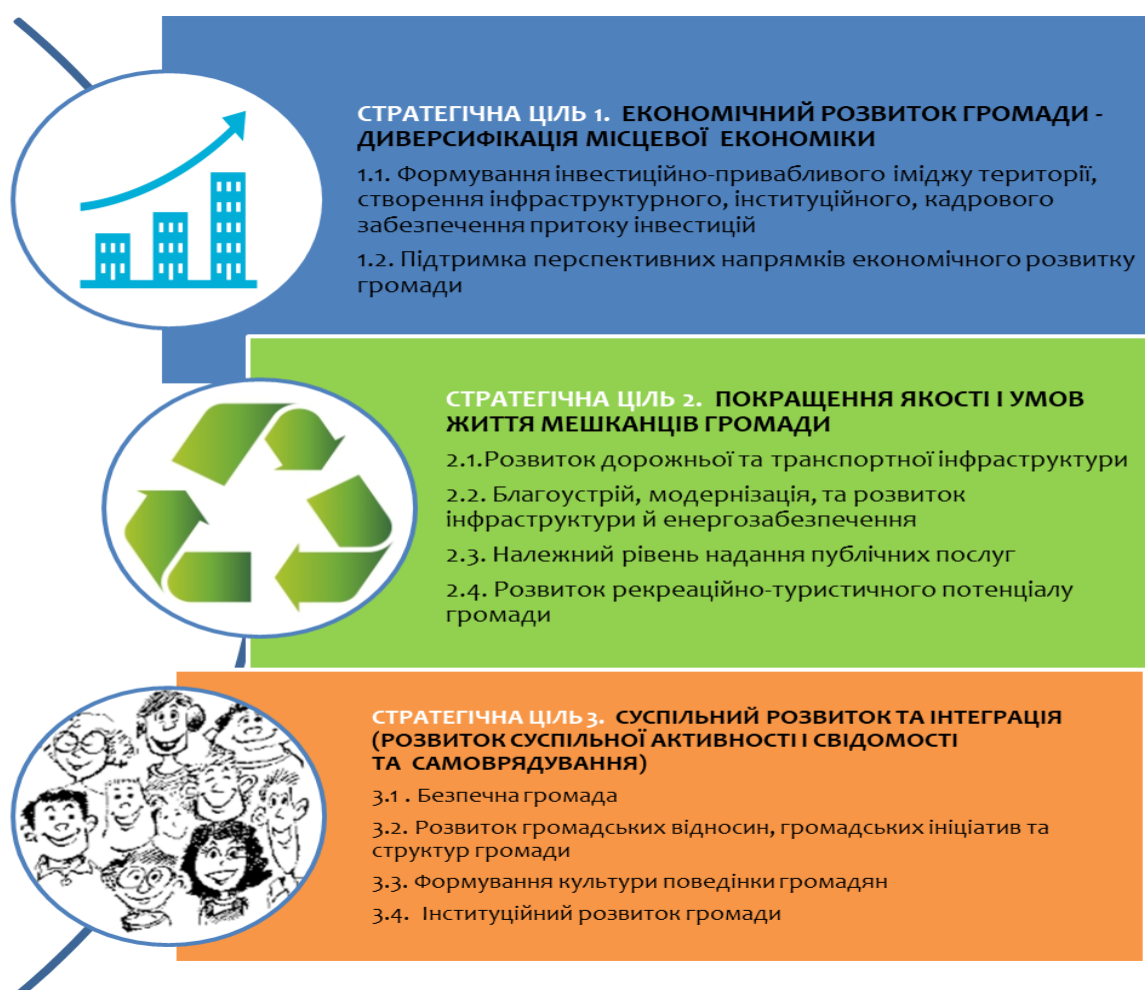 СТРАТЕГІЧНА ЦІЛЬ 1. ЕКОНОМІЧНИЙ РОЗВИТОК ГРОМАДИ -
ДИВЕРСИФІКАЦІЯ МІСЦЕВОЇ ЕКОНОМІКИ
1.1. Формування інвестиційно-привабливого іміджу території,
створення інфраструктурного, інституційного, кадрового
забезпечення притоку інвестицій
1.2. Підтримка перспективних напрямків економічного розвитку
громади
СТРАТЕГІЧНА ЦІЛЬ 2. ПОКРАЩЕННЯ ЯКОСТІ І УМОВ
ЖИТТЯ МЕШКАНЦІВ ГРОМАДИ
2.1.Розвиток дорожньої та транспортної інфраструктури
2.2. Благоустрій, модернізація, та розвиток
інфраструктури й енергозабезпечення
2.3. Належний рівень надання публічних послуг
2.4. Розвиток рекреаційно-туристичного потенціалу
громади
СТРАТЕГІЧНА ЦІЛЬ 3. СУСПІЛЬНИЙ РОЗВИТОК ТА ІНТЕГРАЦІЯ
(РОЗВИТОК СУСПІЛЬНОЇ АКТИВНОСТІ І СВІДОМОСТІ
ТА САМОВРЯДУВАННЯ)
3.1 . Безпечна громада
3.2. Розвиток громадських відносин, громадських ініціатив та
структур громади
3.3. Формування культури поведінки громадян
3.4. Інституційний розвиток громади